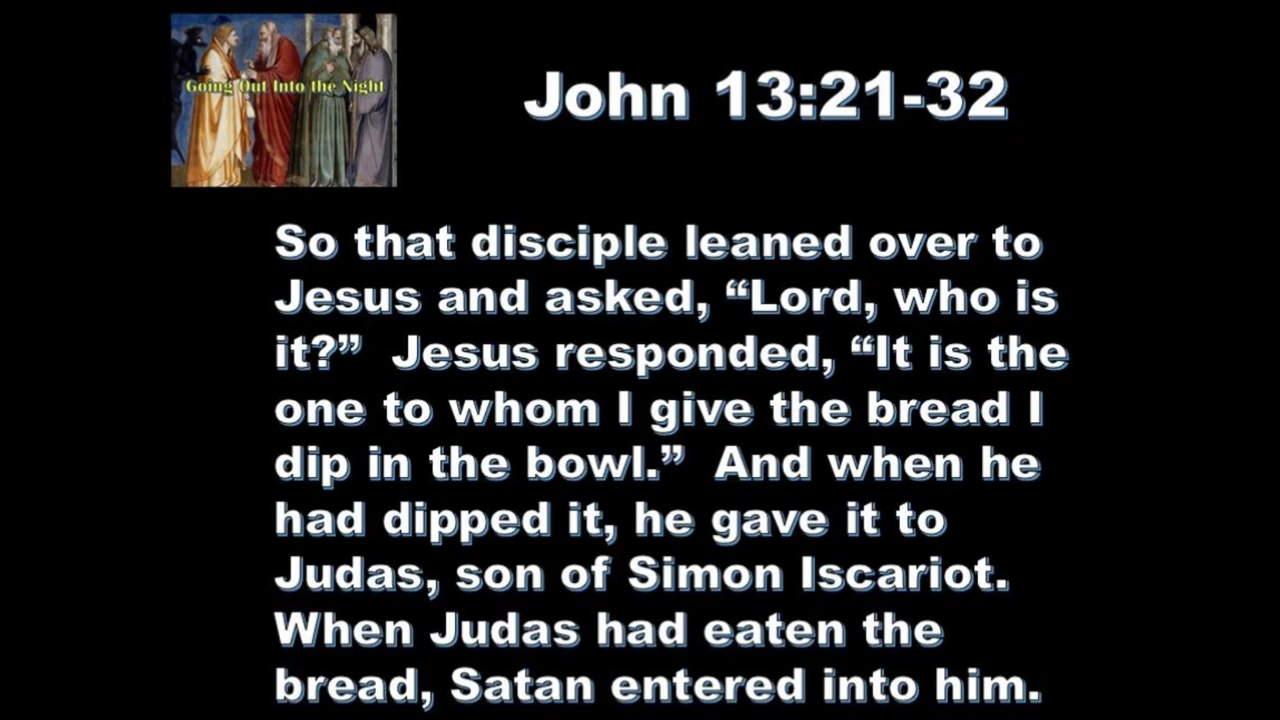 Going Out Into the Night
John 13:21-32
So that disciple leaned over to
Jesus and asked, “Lord, who is
it?”  Jesus responded, “It is the
one to whom I give the bread I
dip in the bowl.”  And when he
had dipped it, he gave it to
Judas, son of Simon Iscariot.
When Judas had eaten the
bread, Satan entered into him.